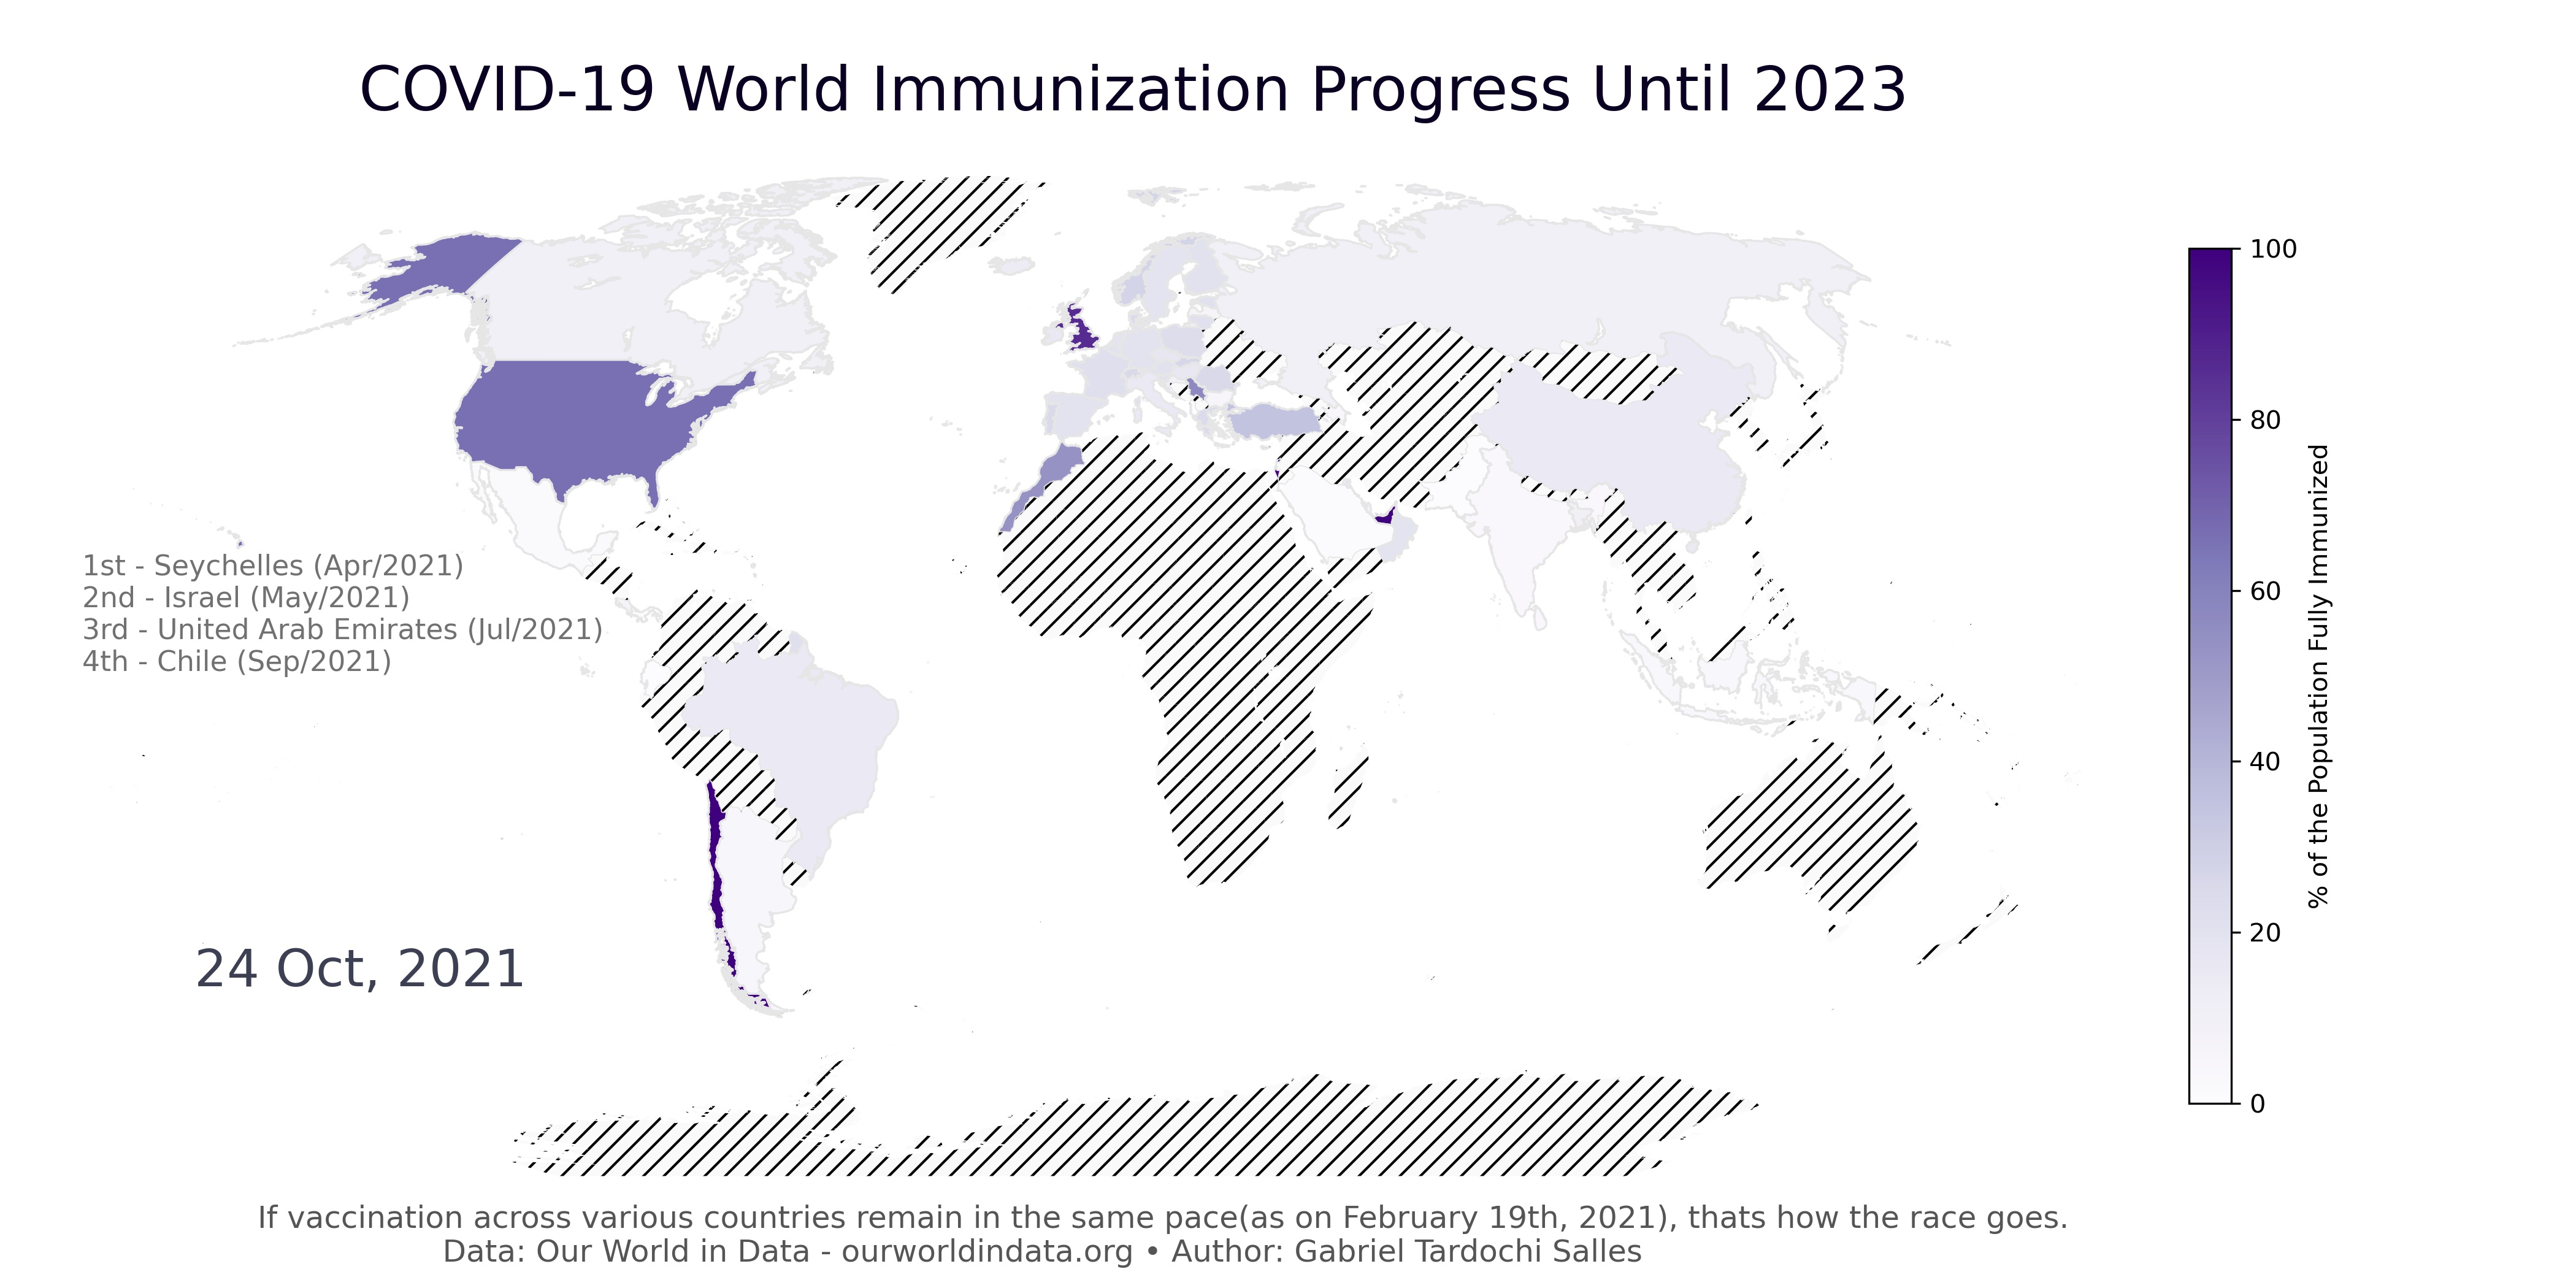 COVID-19 World Immunization Progress Until 2023
1st - Seychelles (Apr/2021)
2nd - Israel (May/2021)
3rd - United Arab Emirates (Jul/2021)
4th - Chile (Sep/2021)
24 Oct, 2021
100
80
60
40
20
0
% of the Population Fully Immunized
If vaccination across various countries remain in the same pace(as on February 19th, 2021), thats how the race goes.
Data: Our World in Data - ourworldindata.org • Author: Gabriel Tardochi Salles